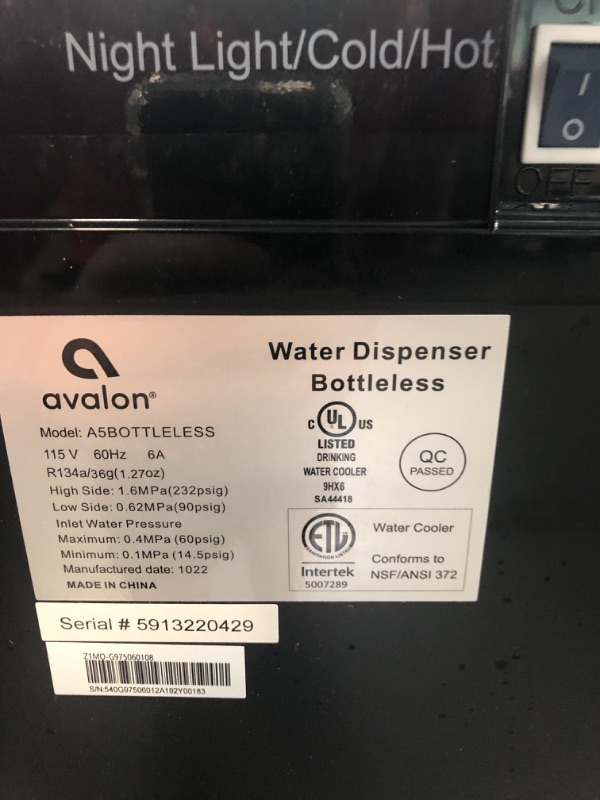 Night Light/Cold/Hot
OFF
avalon®
Model: A5BOTTLELESS
115 V 60Hz 6A
R134a/36g(1.27oz)
High Side: 1.6MPa(232psig)
Low Side: 0.62MPa(90psig)
Inlet Water Pressure
Maximum: 0.4MPa (60psig)
Minimum: 0.1MPa (14.5psig)
Manufactured date: 1022
MADE IN CHINA
Water Dispenser
Bottleless
C UL US
LISTED
DRINKING
WATER COOLER
9HX6
SA44418
QC
PASSED
ETL
SANITATION LISTED
Intertek
5007289
Water Cooler
Conforms to
NSF/ANSI 372
Serial # 5913220429
Z1MO-G975060108
S/N:540G97506012A192Y00183